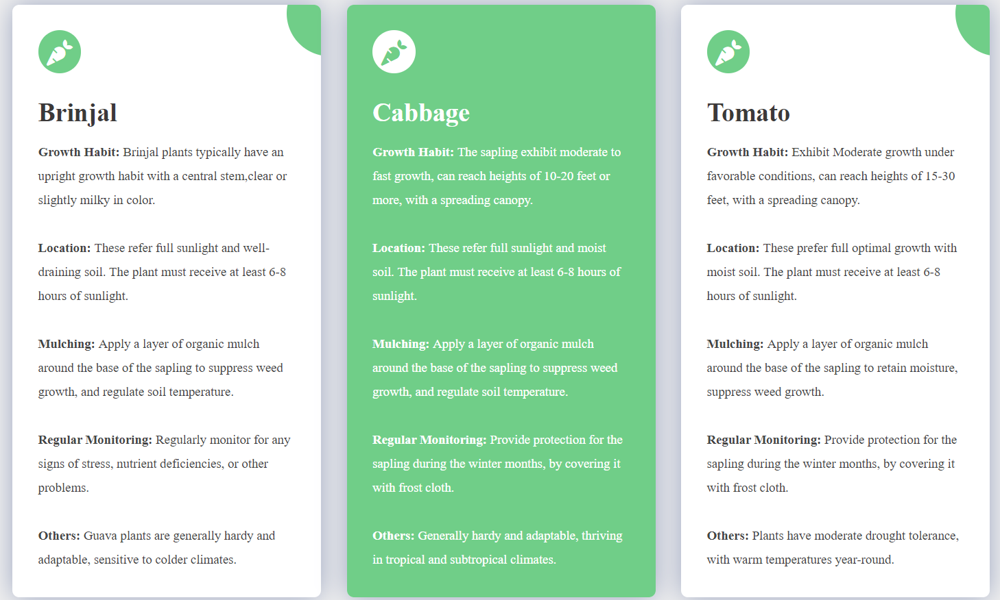 Brinjal
Growth Habit: Brinjal plants typically have an
upright growth habit with a central stem,clear or
slightly milky in color.
Location: These refer full sunlight and well-
draining soil. The plant must receive at least 6-8
hours of sunlight.
Mulching: Apply a layer of organic mulch
around the base of the sapling to suppress weed
growth, and regulate soil temperature.
Regular Monitoring: Regularly monitor for any
signs of stress, nutrient deficiencies, or other
problems.
Others: Guava plants are generally hardy and
adaptable, sensitive to colder climates.
Cabbage
Growth Habit: The sapling exhibit moderate to
fast growth, can reach heights of 10-20 feet or
more, with a spreading canopy.
Location: These refer full sunlight and moist
soil. The plant must receive at least 6-8 hours of
sunlight.
Mulching: Apply a layer of organic mulch
around the base of the sapling to suppress weed
growth, and regulate soil temperature.
Regular Monitoring: Provide protection for the
sapling during the winter months, by covering it
with frost cloth.
Others: Generally hardy and adaptable, thriving
in tropical and subtropical climates.
Tomato
Growth Habit: Exhibit Moderate growth under
favorable conditions, can reach heights of 15-30
feet, with a spreading canopy.
Location: These prefer full optimal growth with
moist soil. The plant must receive at least 6-8
hours of sunlight.
Mulching: Apply a layer of organic mulch
around the base of the sapling to retain moisture,
suppress weed growth.
Regular Monitoring: Provide protection for the
sapling during the winter months, by covering it
with frost cloth.
Others: Plants have moderate drought tolerance,
with warm temperatures year-round.